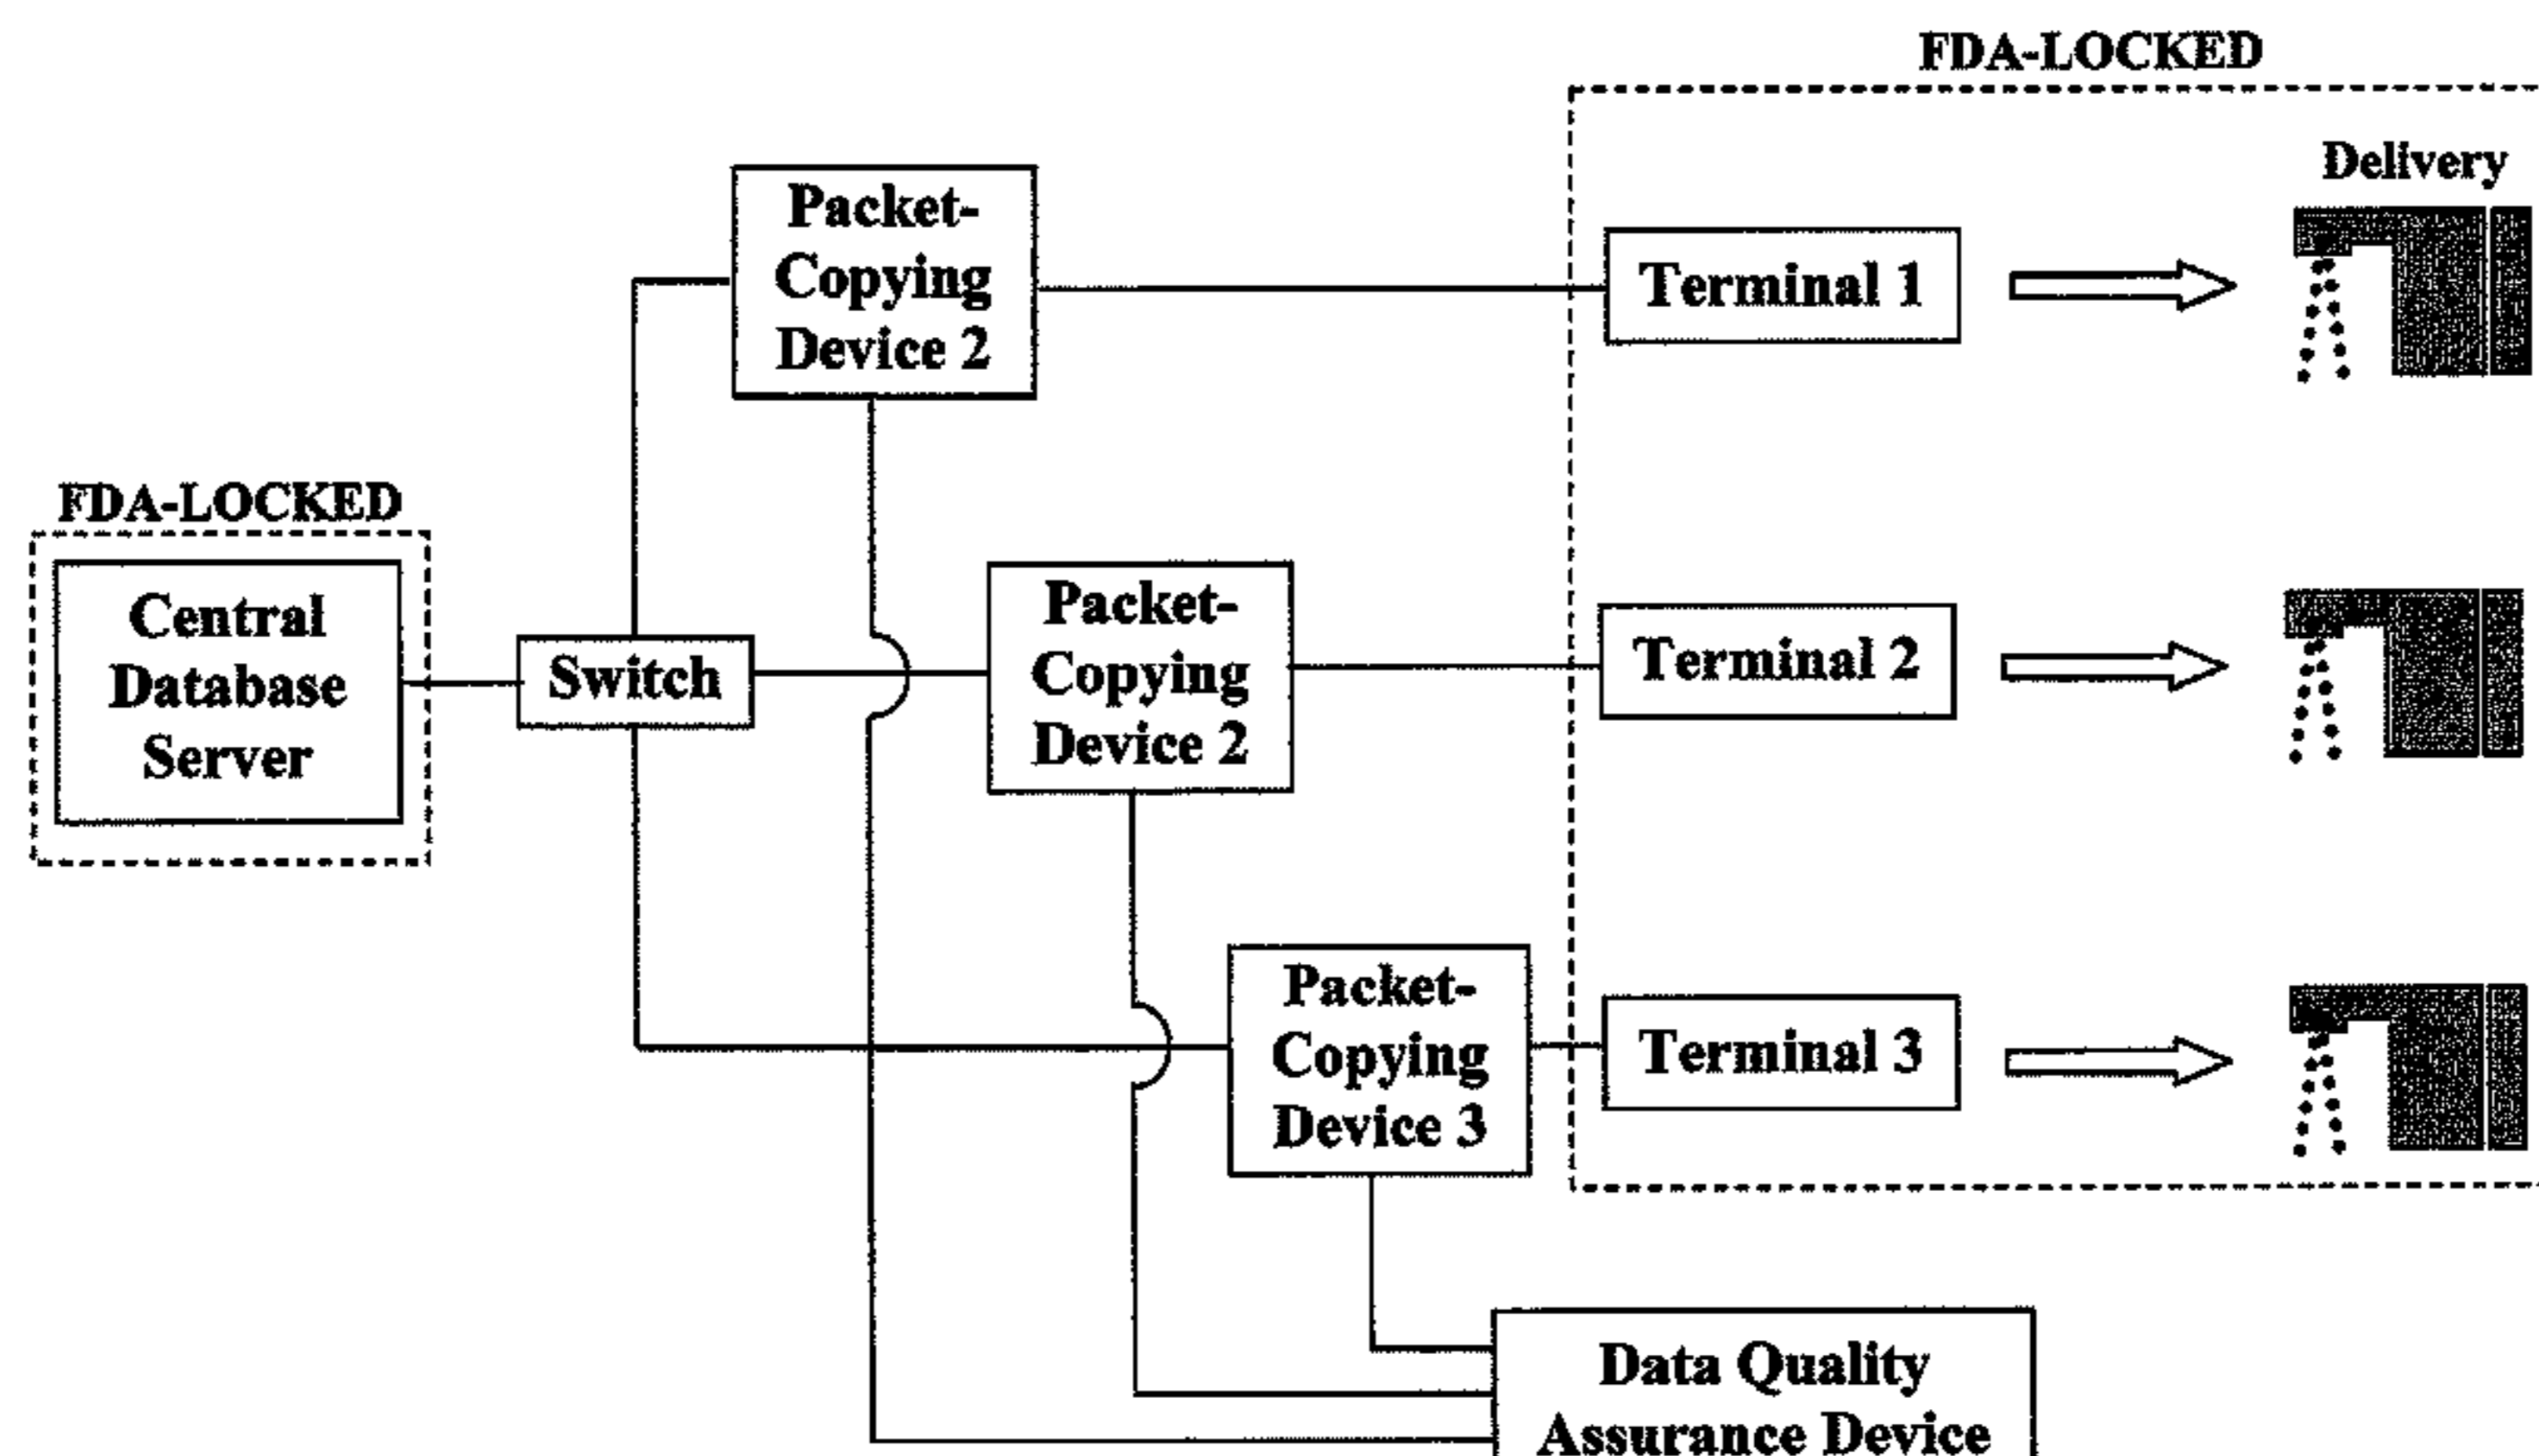 FDA-LOCKED
Delivery
Packet-
Copying
Device 2
Terminal 1
FDA-LOCKED
Central
Database
Server
Switch
Packet-
Copying
Device 2
Terminal 2
Packet-
Copying
Device 3
Terminal 3
Data Quality
Assurance Device